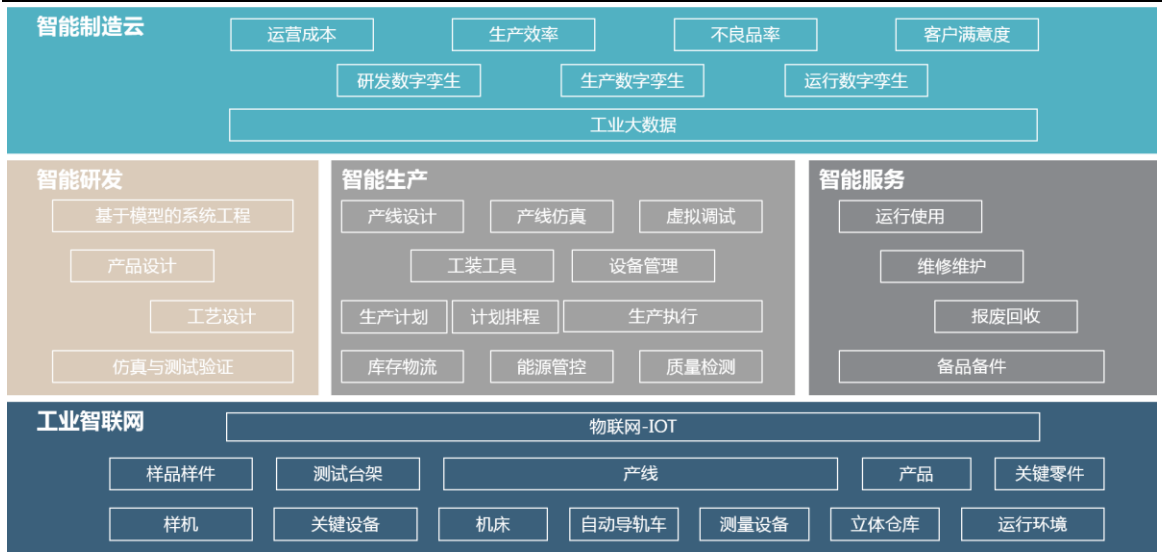 智能制造云
运营成本 生产效率 不良品率 客户满意度
研发数字孪生 生产数字孪生 运行数字孪生
工业大数据
智能研发
基于模型的系统工程
产品设计
工艺设计
仿真与测试验证
智能生产
产线设计 产线仿真 虚拟调试
工装工具 设备管理
生产计划 计划排程 生产执行
库存物流 能源管控 质量检测
智能服务
运行使用
维修维护
报废回收
备品备件
工业智联网
物联网-IOT
样品样件 测试台架 产线 产品 关键零件
样机 关键设备 机床 自动导轨车 测量设备 立体仓库 运行环境